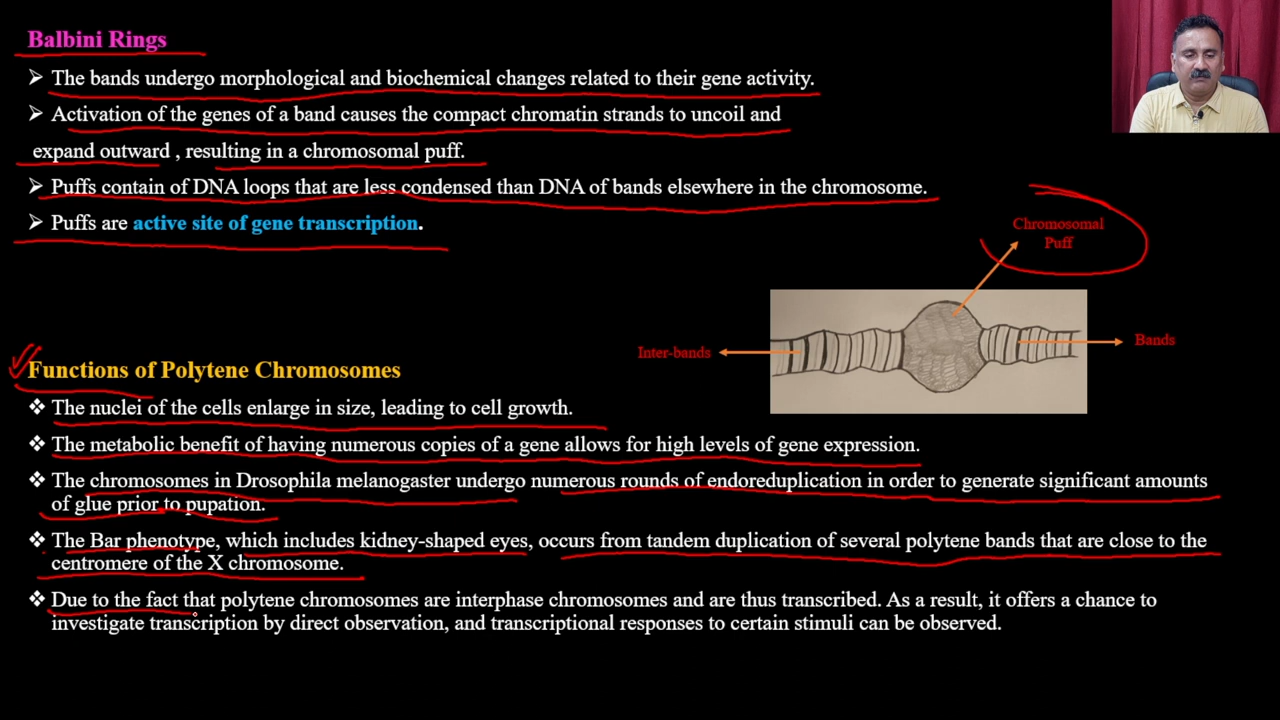 Balbini Rings
➢ The bands undergo morphological and biochemical changes related to their gene activity.
➢ Activation of the genes of a band causes the compact chromatin strands to uncoil and
expand outward , resulting in a chromosomal puff.
➢ Puffs contain of DNA loops that are less condensed than DNA of bands elsewhere in the chromosome.
➢ Puffs are active site of gene transcription.
Chromosomal
Puff
Inter-bands
Bands
Functions of Polytene Chromosomes
❖ The nuclei of the cells enlarge in size, leading to cell growth.
❖ The metabolic benefit of having numerous copies of a gene allows for high levels of gene expression.
❖ The chromosomes in Drosophila melanogaster undergo numerous rounds of endoreduplication in order to generate significant amounts
of glue prior to pupation.
❖ The Bar phenotype, which includes kidney-shaped eyes, occurs from tandem duplication of several polytene bands that are close to the
centromere of the X chromosome.
❖ Due to the fact that polytene chromosomes are interphase chromosomes and are thus transcribed. As a result, it offers a chance to
investigate transcription by direct observation, and transcriptional responses to certain stimuli can be observed.